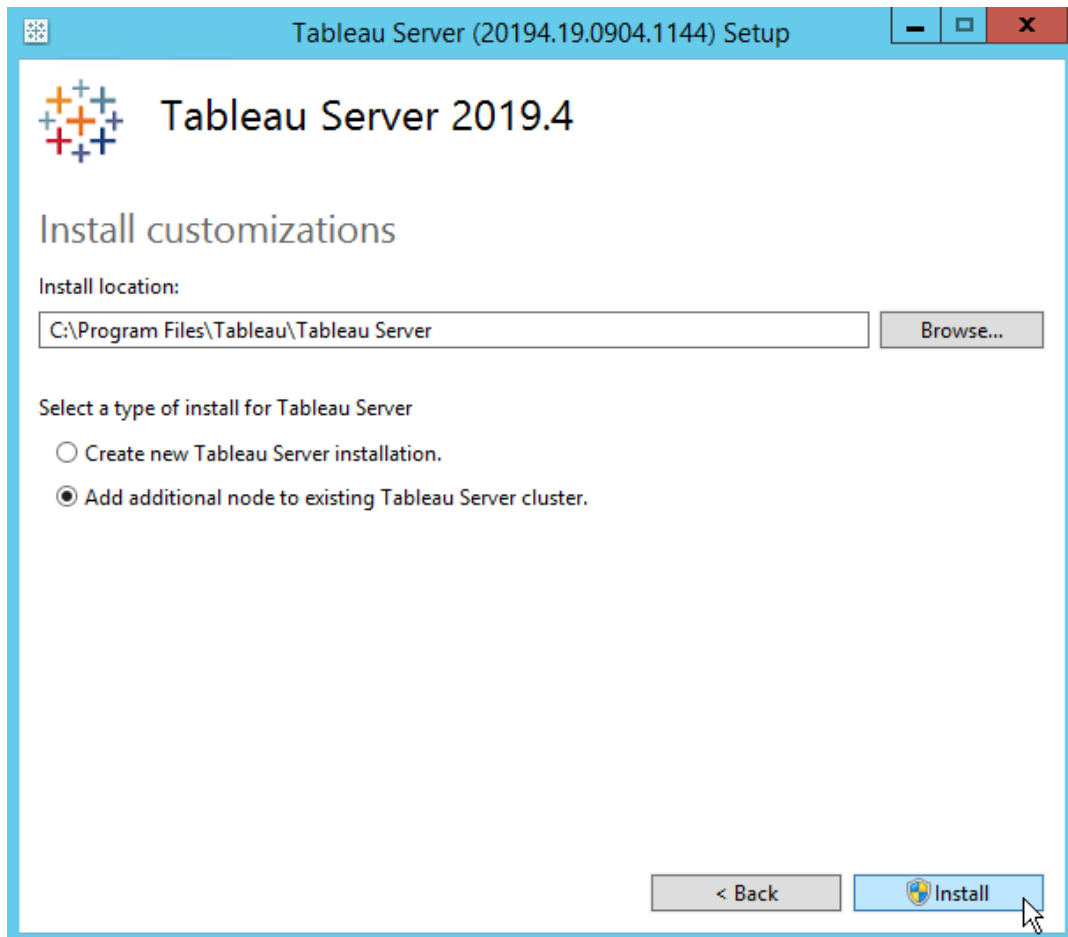 Tableau Server (20194.19.0904.1144) Setup
Tableau Server 2019.4
Install customizations
Install location:
C:\Program Files\Tableau\Tableau Server
Browse...
Select a type of install for Tableau Server
Create new Tableau Server installation.
Add additional node to existing Tableau Server cluster.
< Back
Install